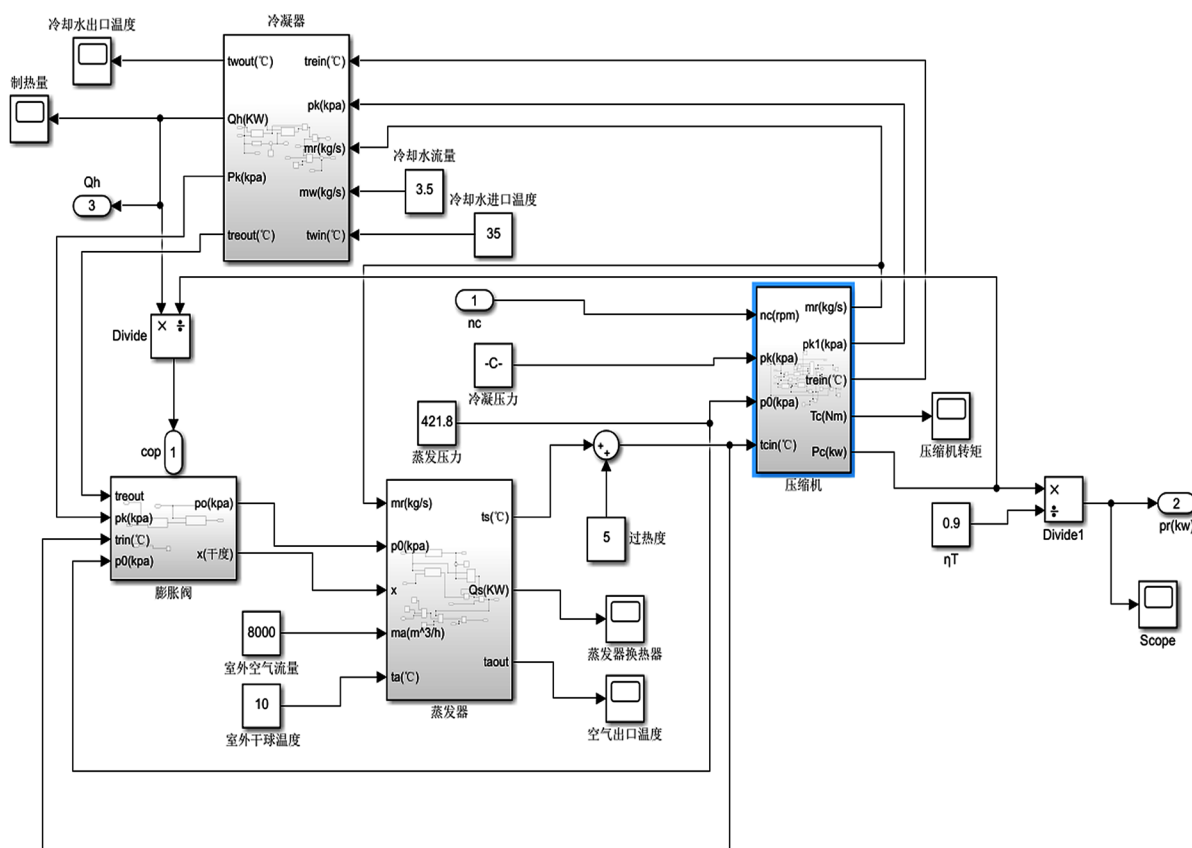 冷却水出口温度
制热量
冷凝器
twout(℃)
Qh(KW)
Pk(kpa)
treout(℃)
trein(℃)
pk(kpa)
mr(kg/s)
mw(kg/s)
twin(℃)
冷却水流量
3.5
冷却水进口温度
35
Qh
3
Divide
× ÷
cop
1
1
nc
-C-
冷凝压力
421.8
蒸发压力
nc(rpm)
pk(kpa)
p0(kpa)
tcin(℃)
mr(kg/s)
pk1(kpa)
trein(℃)
Tc(Nm)
Pc(kw)
压缩机
压缩机转矩
0.9
ηT
×
÷
Divide1
2
pr(kw)
Scope
treout
pk(kpa)
trin(℃)
p0(kpa)
po(kpa)
x(干度)
膨胀阀
mr(kg/s)
p0(kpa)
x
ma(m^3/h)
ta(℃)
ts(℃)
Qs(KW)
taout
蒸发器
+
+
5
过热度
8000
室外空气流量
10
室外干球温度
蒸发器换热器
空气出口温度